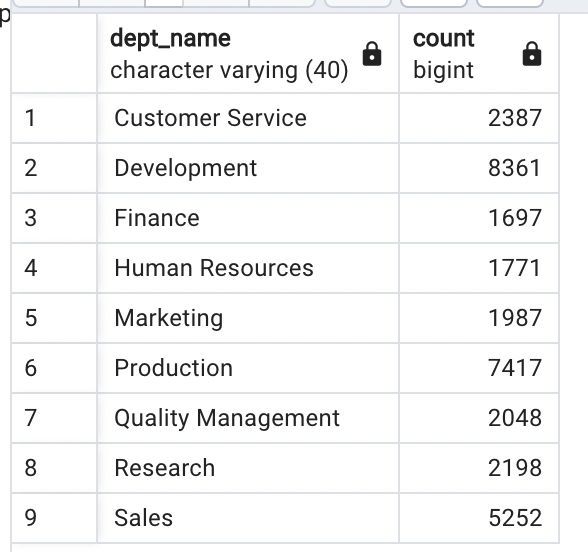 p
dept_name count
character varying (40) bigint
1 Customer Service 2387
2 Development 8361
3 Finance 1697
4 Human Resources 1771
5 Marketing 1987
6 Production 7417
7 Quality Management 2048
8 Research 2198
9 Sales 5252